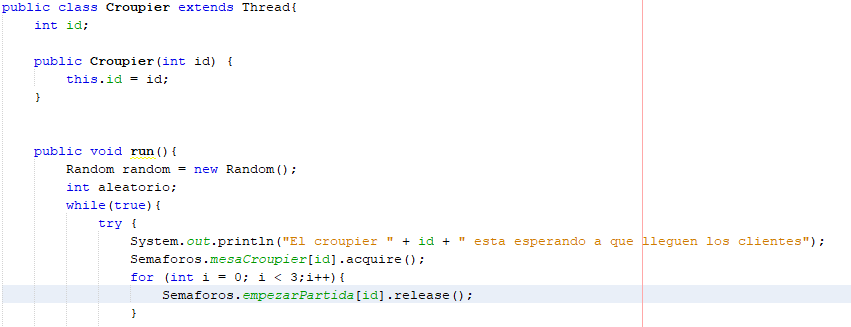 public class Croupier extends Thread{
int id;
public Croupier(int id) {
this.id = id;
}
public void run(){
Random random = new Random();
int aleatorio;
while(true){
try {
System.out.println("El croupier " + id + " esta esperando a que lleguen los clientes");
Semaforos.mesaCroupier[id].acquire();
for (int i = 0; i < 3;i++){
Semaforos.empezarPartida[id].release();
}